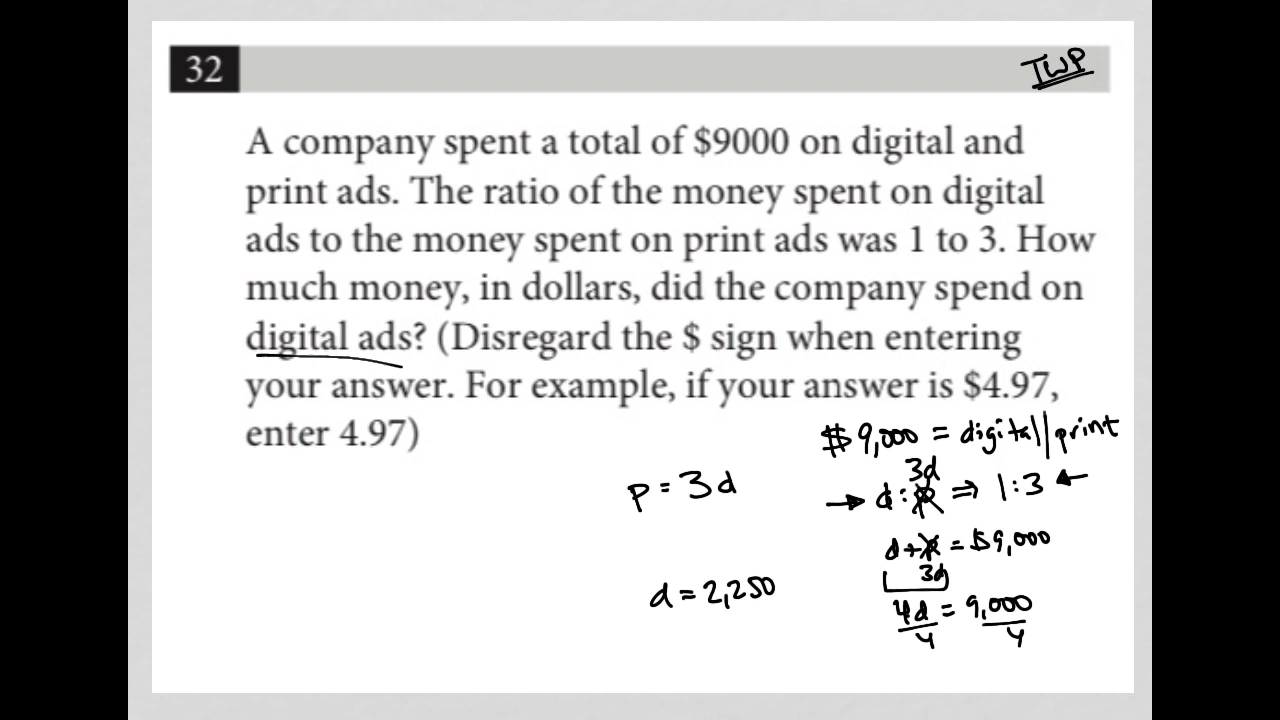 32
IWP
A company spent a total of $9000 on digital and
print ads. The ratio of the money spent on digital
ads to the money spent on print ads was 1 to 3. How
much money, in dollars, did the company spend on
digital ads? (Disregard the $ sign when entering
your answer. For example, if your answer is $4.97,
enter 4.97)
$9,000 = digital/print
3d
p = 3d
→ d:p ⇒ 1:3 ←
d+p = $9,000
3d
d = 2,250
4d = 9,000
4 4